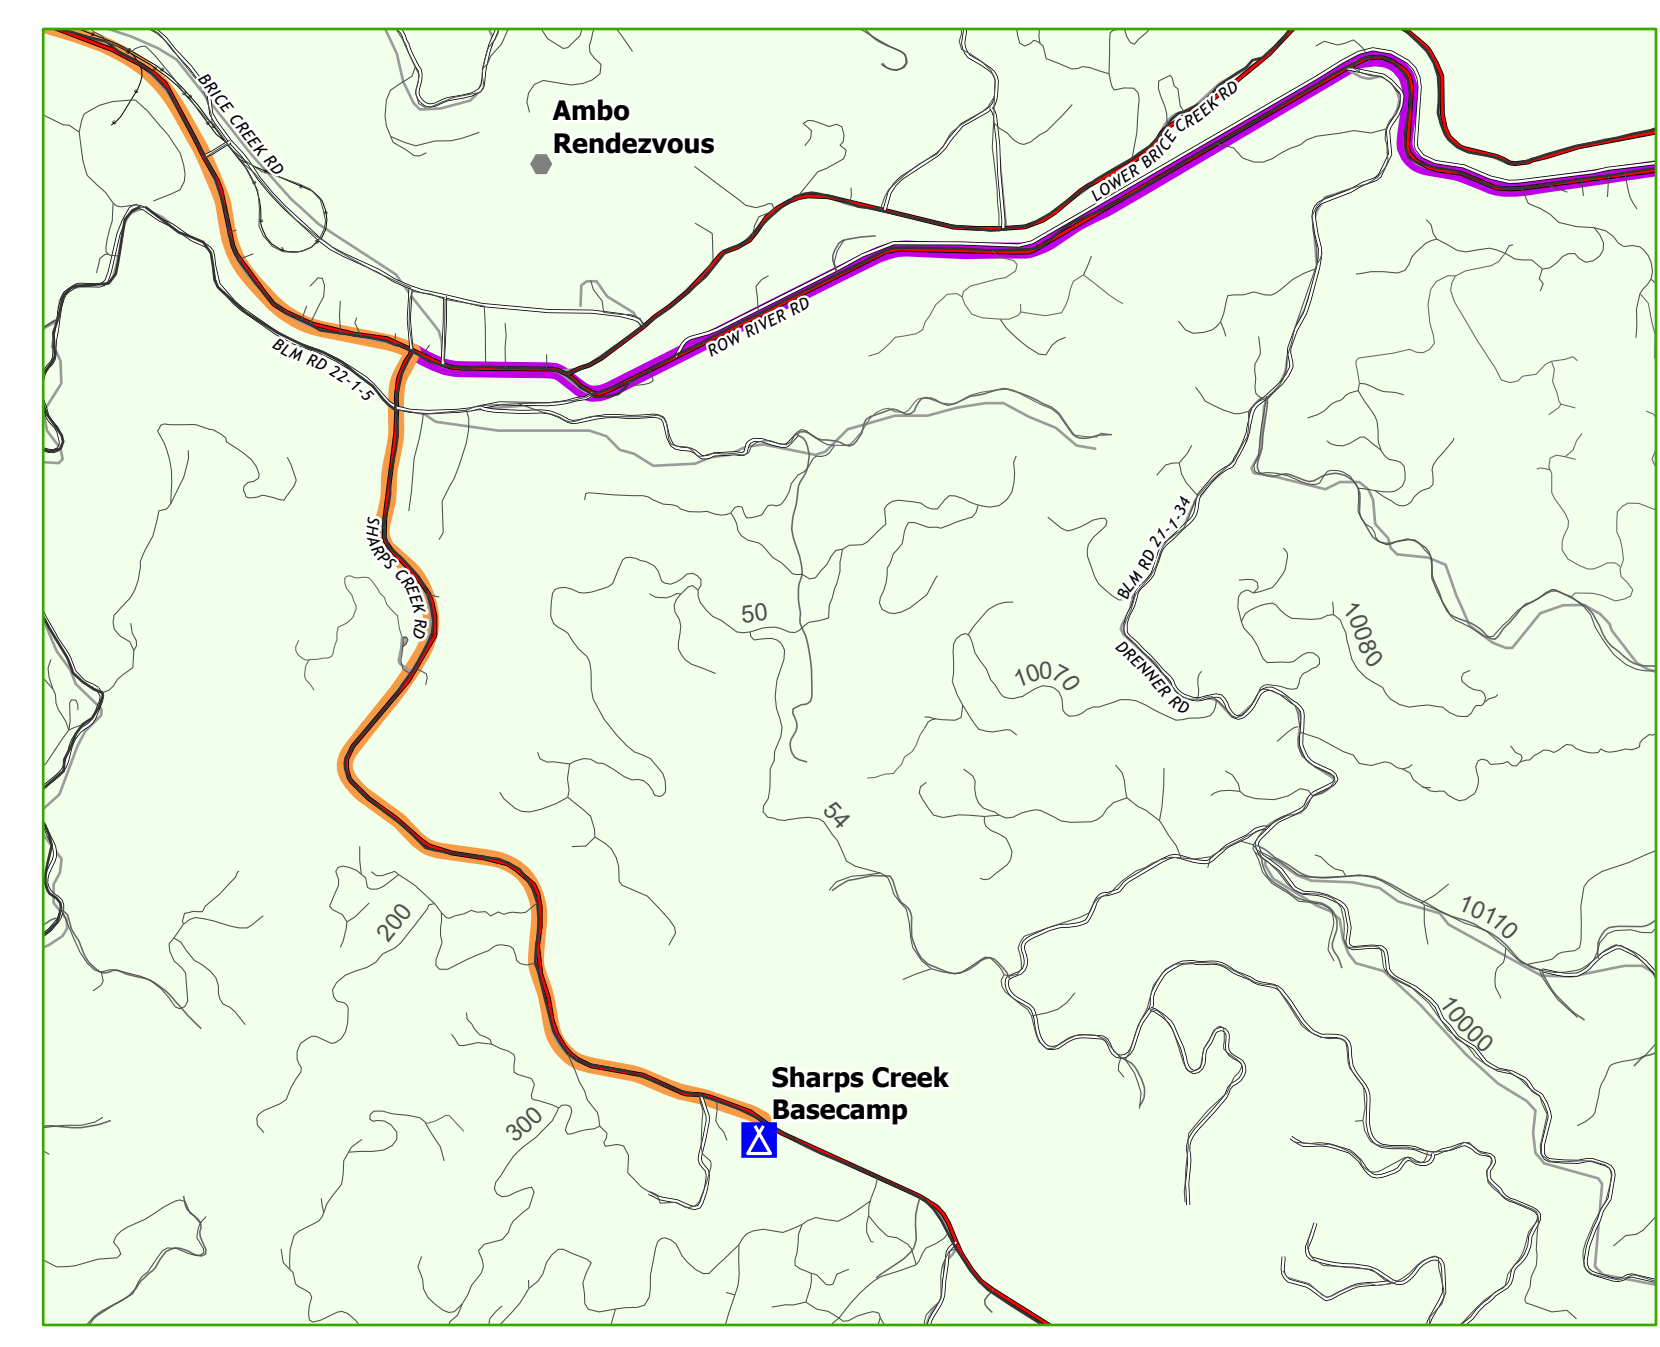 BRICE CREEK RD
Ambo
Rendezvous
LOWER BRICE CREEK RD
ROW RIVER RD
BLM RD 22-1-5
SHARPS CREEK RD
BLM RD 21-1-34
50
10080
10070
DRENNER RD
54
200
10110
10000
Sharps Creek
Basecamp
300